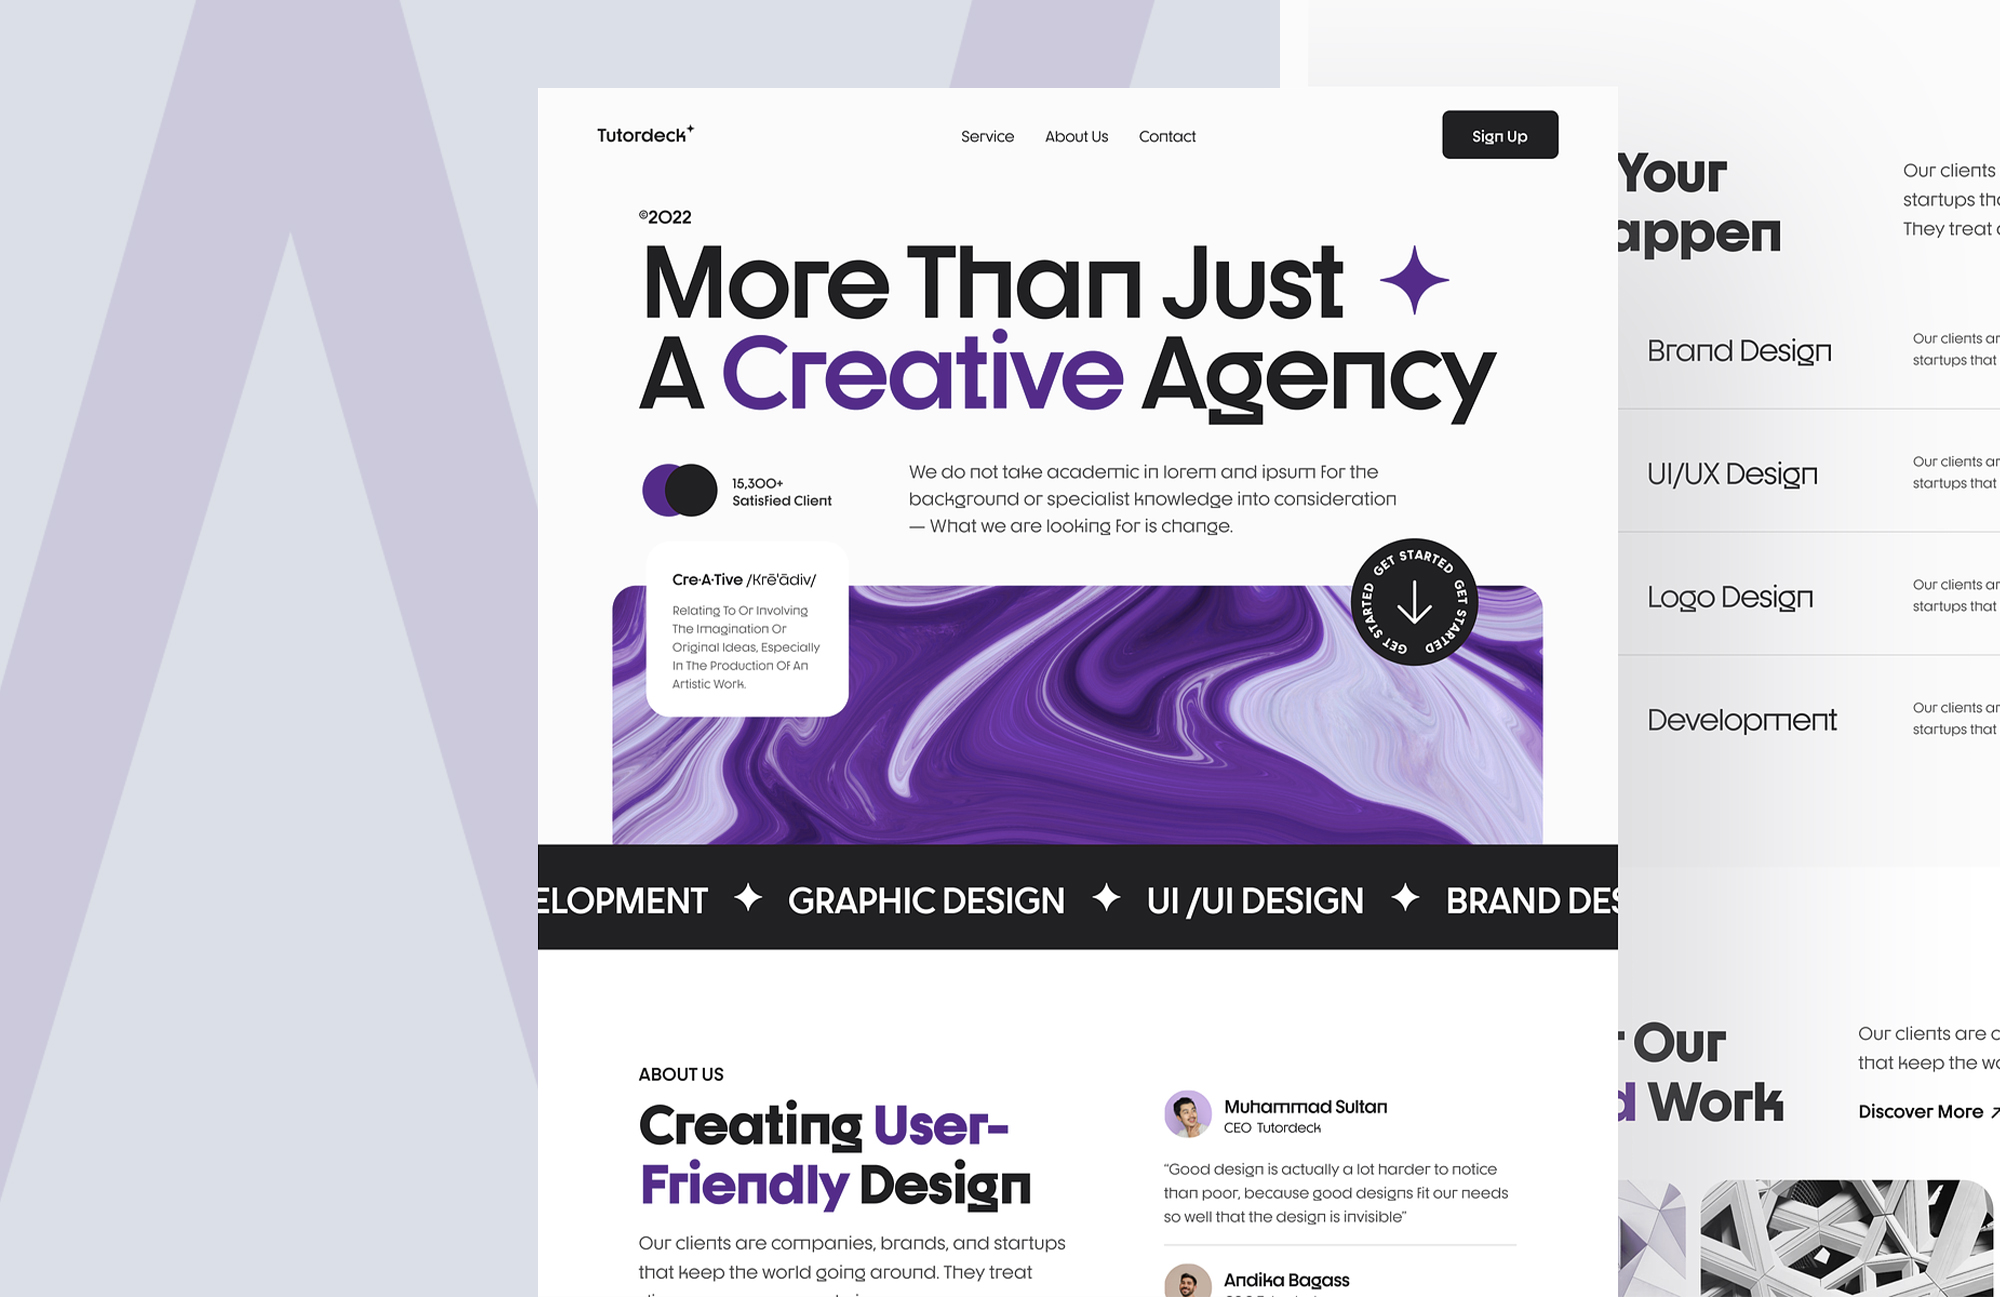 Tutordeck
Service
About Us
Contact
Sign Up
©2022
More Than Just
A Creative Agency
15,300+
Satisfied Client
We do not take academic in lorem and ipsum for the
background or specialist knowledge into consideration
— What we are looking for is change.
Cre·A·Tive /Krē'ādiv/
Relating To Or Involving
The Imagination Or
Original Ideas, Especially
In The Production Of An
Artistic Work.
GET STARTED GET STARTED GET STARTED
ELOPMENT
GRAPHIC DESIGN
UI /UI DESIGN
BRAND DES
ABOUT US
Creating User-
Friendly Design
Our clients are companies, brands, and startups
that keep the world going around. They treat
Muhammad Sultan
CEO Tutordeck
"Good design is actually a lot harder to notice
than poor, because good designs fit our needs
so well that the design is invisible"
Andika Bagass
Your
appen
Our clients
startups tha
They treat
Brand Design
Our clients ar
startups that
UI/UX Design
Our clients ar
startups that
Logo Design
Our clients ar
startups that
Development
Our clients ar
startups that
Our
d Work
Our clients are c
that keep the wo
Discover More ↗